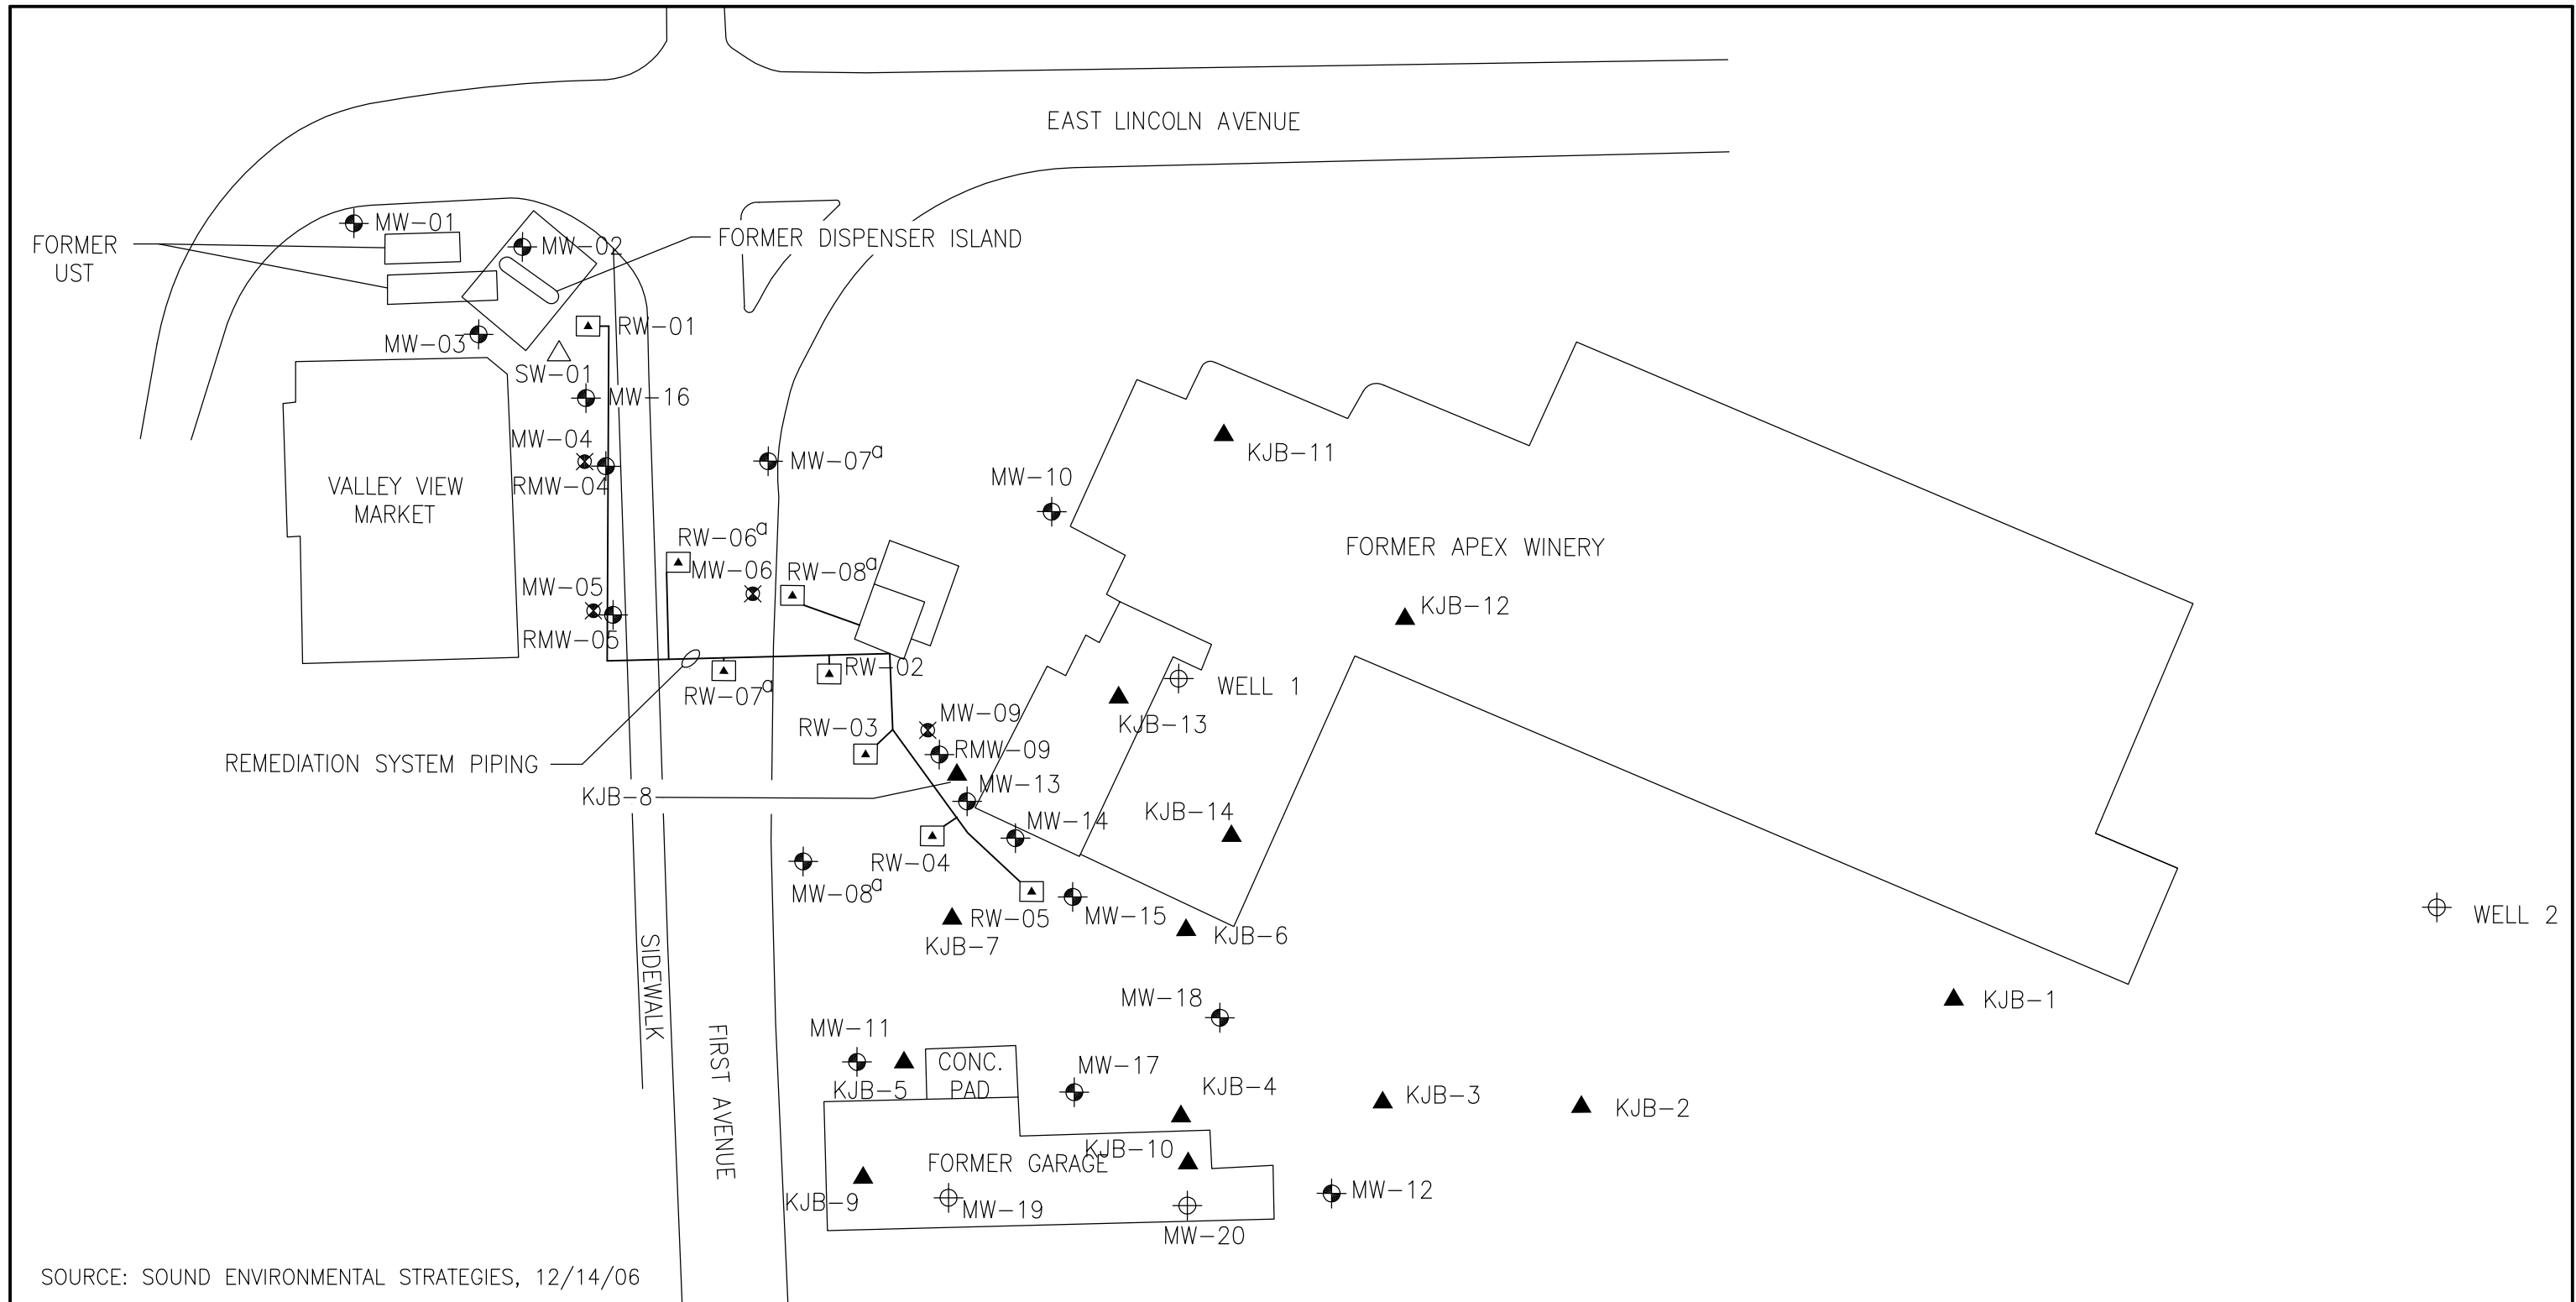 EAST LINCOLN AVENUE
MW-01
FORMER
UST
MW-02
FORMER DISPENSER ISLAND
RW-01
MW-03
SW-01
MW-16
MW-04
RMW-04
MW-07a
VALLEY VIEW
MARKET
KJB-11
MW-10
FORMER APEX WINERY
RW-06a
MW-06
RW-08a
MW-05
RMW-05
KJB-12
RW-02
RW-07a
WELL 1
KJB-13
MW-09
RW-03
RMW-09
REMEDIATION SYSTEM PIPING
MW-13
KJB-8
KJB-14
MW-14
RW-04
MW-08a
RW-05
MW-15
WELL 2
KJB-7
KJB-6
SIDEWALK
MW-18
KJB-1
MW-11
CONC.
PAD
KJB-5
MW-17
KJB-4
KJB-3
KJB-2
FIRST AVENUE
KJB-10
FORMER GARAGE
KJB-9
MW-19
MW-12
MW-20
SOURCE: SOUND ENVIRONMENTAL STRATEGIES, 12/14/06